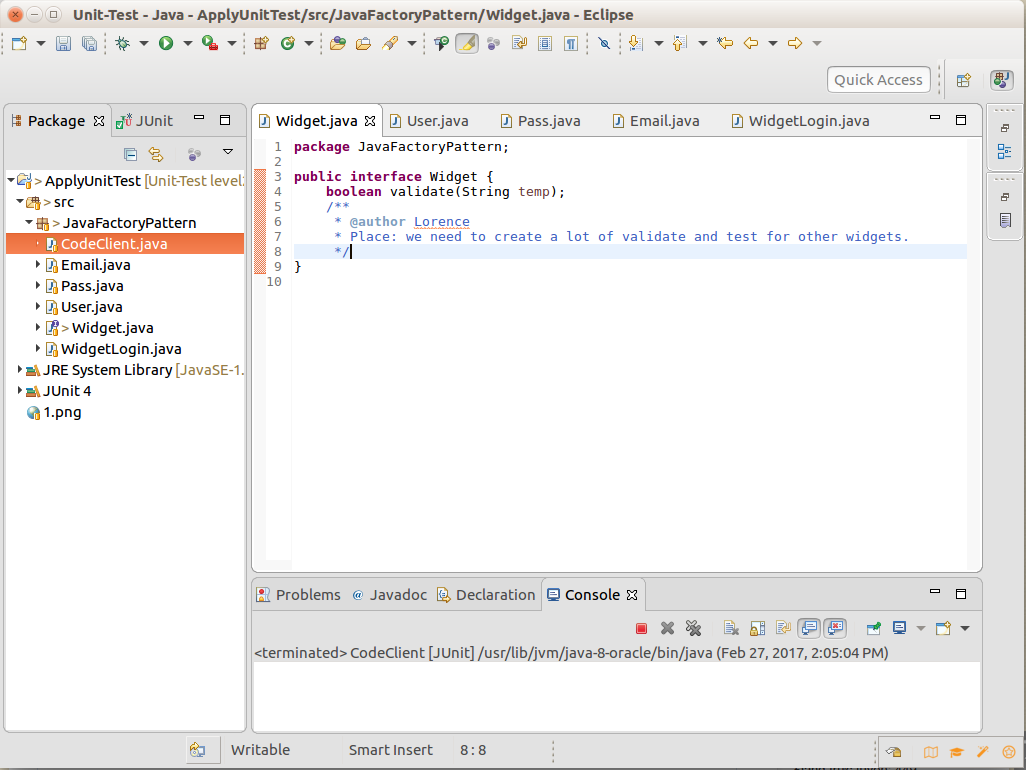 Unit-Test - Java - ApplyUnitTest/src/JavaFactoryPattern/Widget.java - Eclipse
Quick Access
Package
JUnit
> ApplyUnitTest [Unit-Test level
> src
> JavaFactoryPattern
CodeClient.java
Email.java
Pass.java
User.java
> Widget.java
WidgetLogin.java
JRE System Library [JavaSE-1.
JUnit 4
1.png
Widget.java
User.java
Pass.java
Email.java
WidgetLogin.java
1 package JavaFactoryPattern;
2
3 public interface Widget {
4 boolean validate(String temp);
5 /**
6 * @author Lorence
7 * Place: we need to create a lot of validate and test for other widgets.
8 */
9 }
10
Problems
@ Javadoc
Declaration
Console
<terminated> CodeClient [JUnit] /usr/lib/jvm/java-8-oracle/bin/java (Feb 27, 2017, 2:05:04 PM)
Writable
Smart Insert
8 : 8